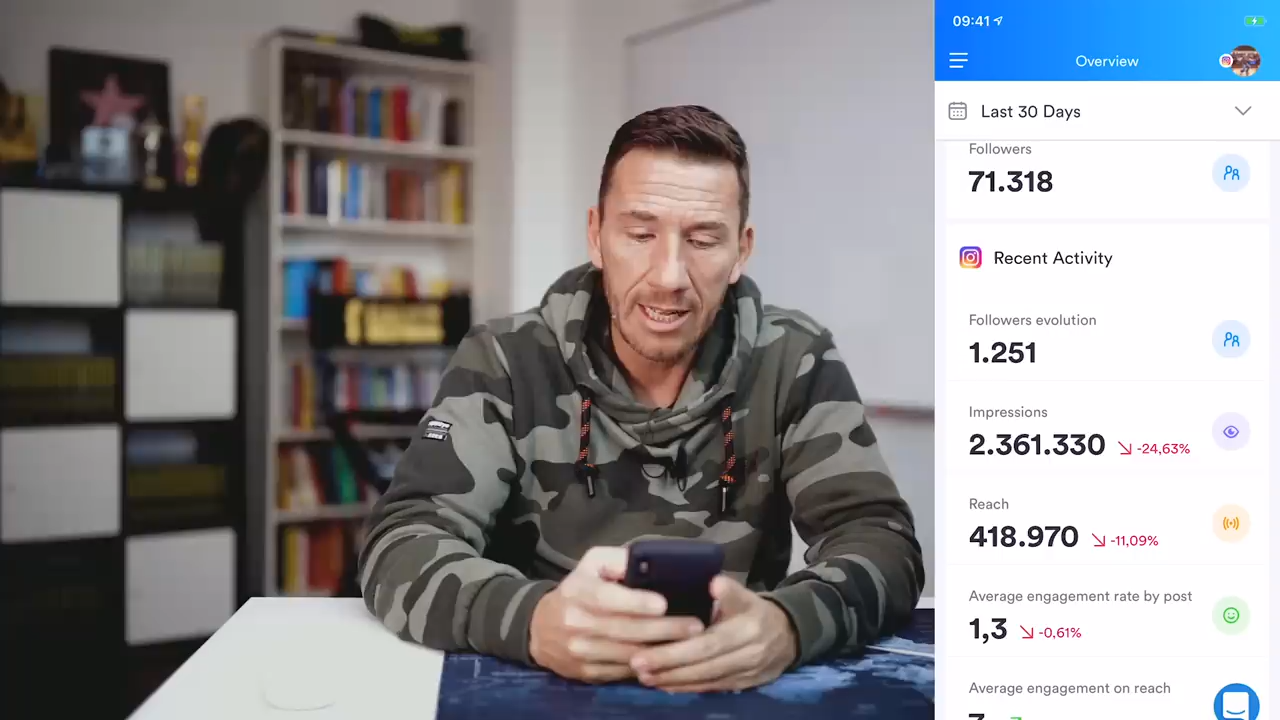 09:41
Overview
Last 30 Days
Followers
71.318
Recent Activity
Followers evolution
1.251
Impressions
2.361.330 -24,63%
Reach
418.970 -11,09%
Average engagement rate by post
1,3 -0,61%
Average engagement on reach